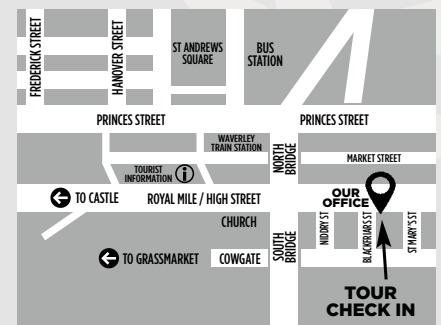 FREDERICK STREET
HANOVER STREET
ST ANDREWS
SQUARE
BUS
STATION
PRINCES STREET
PRINCES STREET
WAVERLEY
TRAIN STATION
NORTH
BRIDGE
MARKET STREET
TOURIST
INFORMATION i
OUR
OFFICE
TO CASTLE
ROYAL MILE / HIGH STREET
CHURCH
SOUTH
BRIDGE
NIDDRY ST
BLACKFRIARS ST
ST MARY'S ST
TO GRASSMARKET
COWGATE
TOUR
CHECK IN